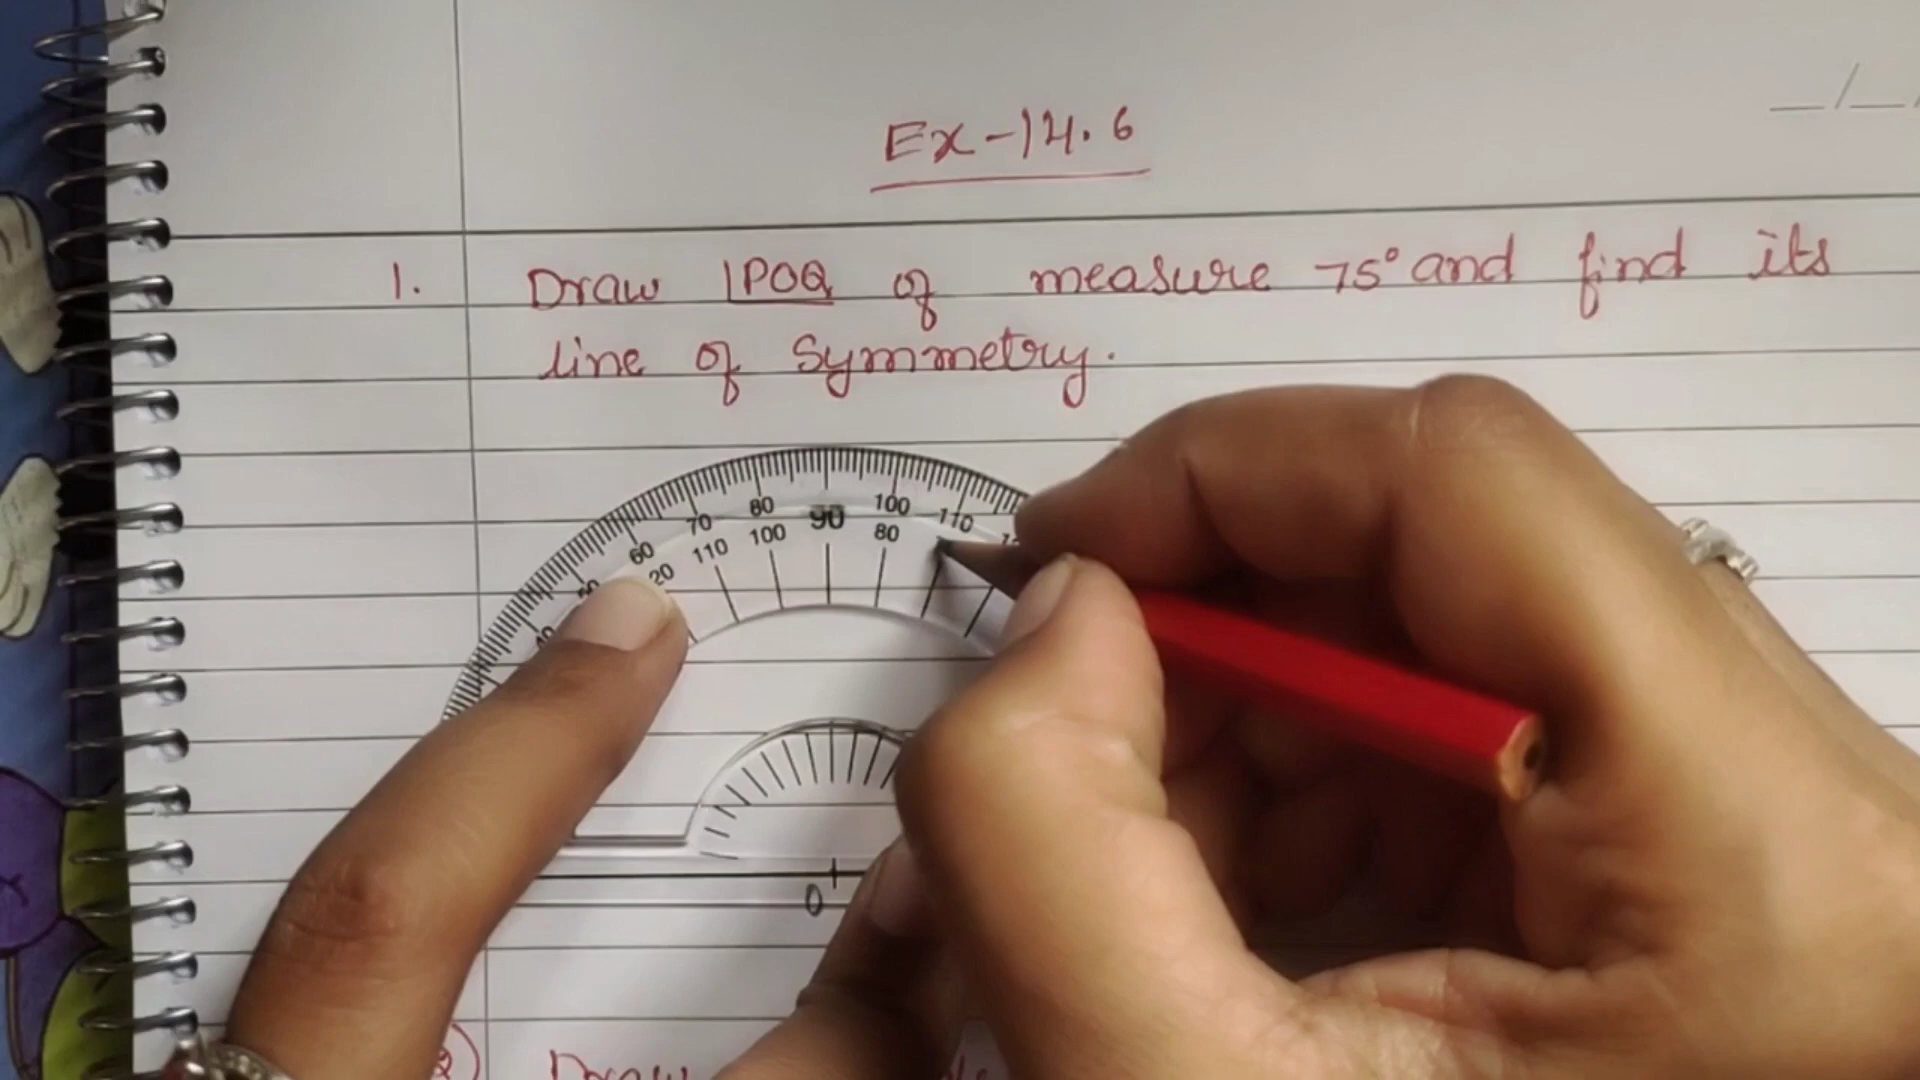 Ex-14.6
1. Draw ∠POQ of measure 75° and find its
line of Symmetry.
80 100
70 90 110
60 110 100 80
20
0
Draw